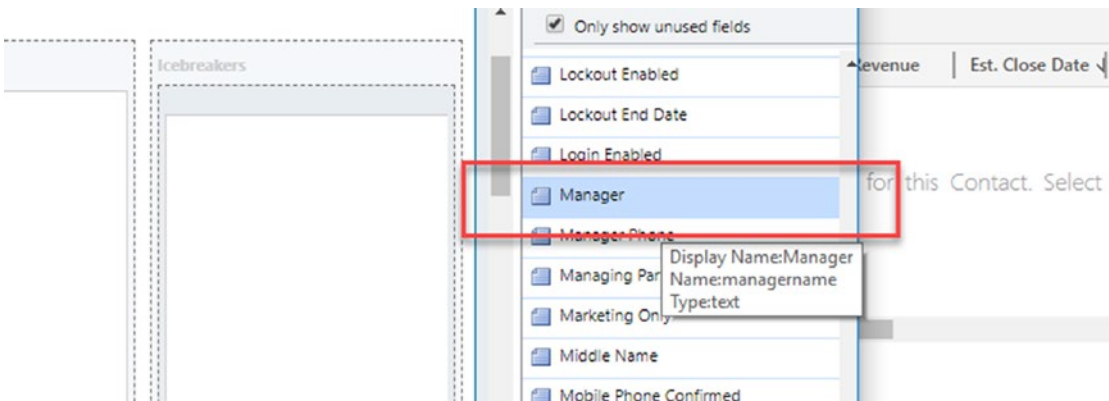 Icebreakers
Only show unused fields
Lockout Enabled
Lockout End Date
Login Enabled
Manager
Manager Phone
Managing Par
Marketing Only
Middle Name
Mobile Phone Confirmed
Display Name:Manager
Name:managername
Type:text
Revenue
Est. Close Date
for this Contact. Select